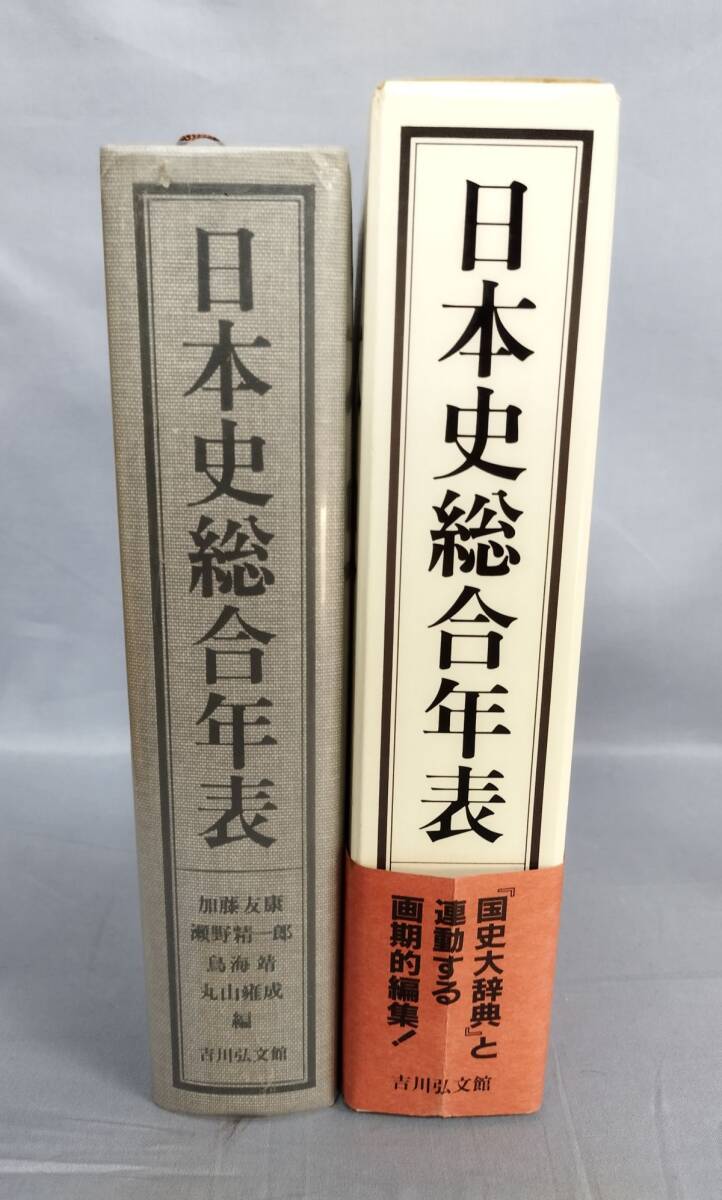 日本史総合年表
加藤友康
瀬野精一郎
鳥海靖
丸山雍成
編
吉川弘文館
日本史総合年表
『国史大辞典』と
連動する
画期的編集!
吉川弘文館